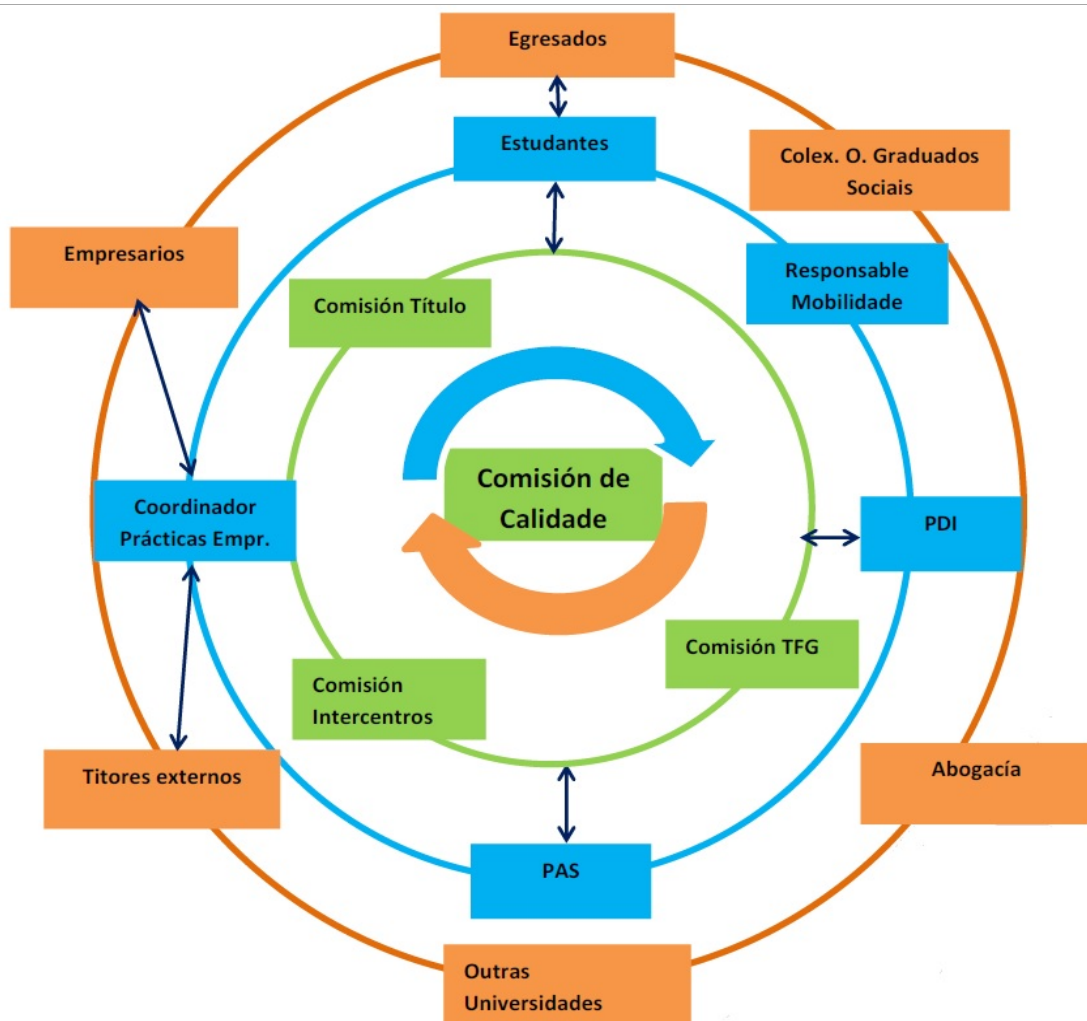 Egresados
Estudantes
Colex. O. Graduados
Sociais
Empresarios
Responsable
Mobilidade
Comisión Título
Comisión de
Calidade
Coordinador
Prácticas Empr.
PDI
Comisión TFG
Comisión
Intercentros
Titores externos
Abogacía
PAS
Outras
Universidades